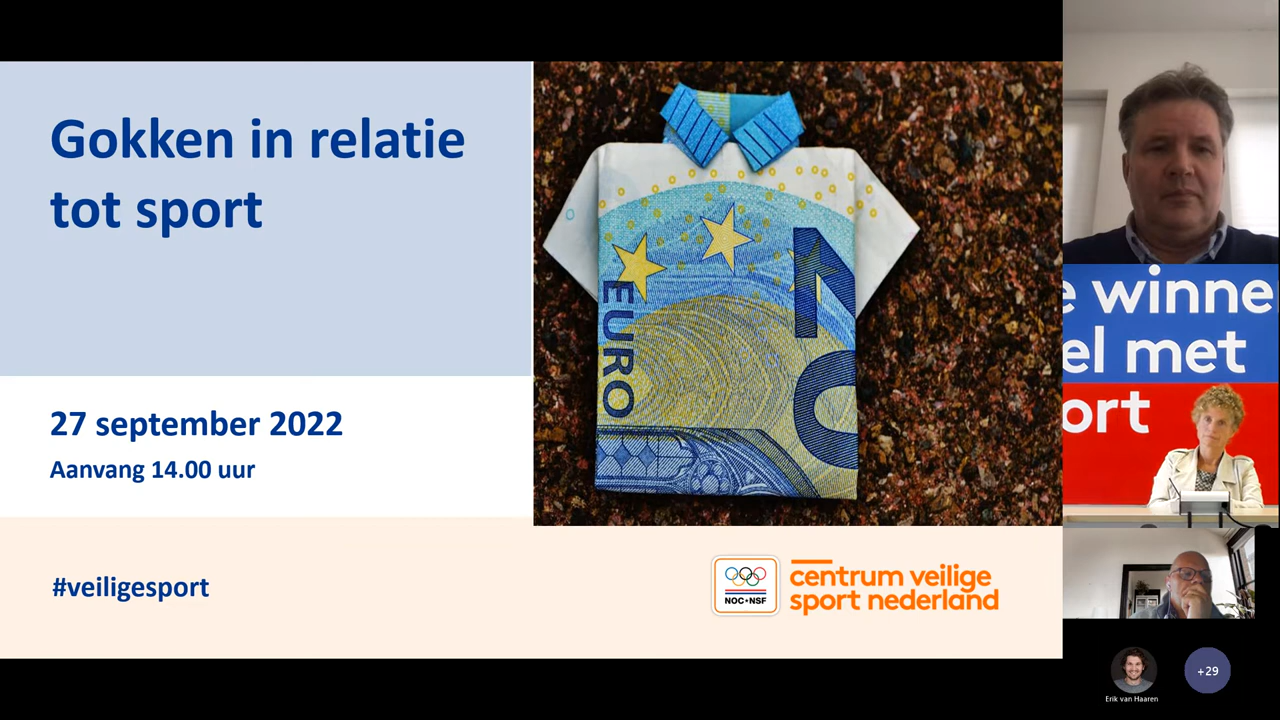 Gokken in relatie
tot sport
27 september 2022
Aanvang 14.00 uur
#veiligesport
EURO
10
NOC*NSF
centrum veilige
sport nederland
e winne
el met
ort
Erik van Haaren
+29